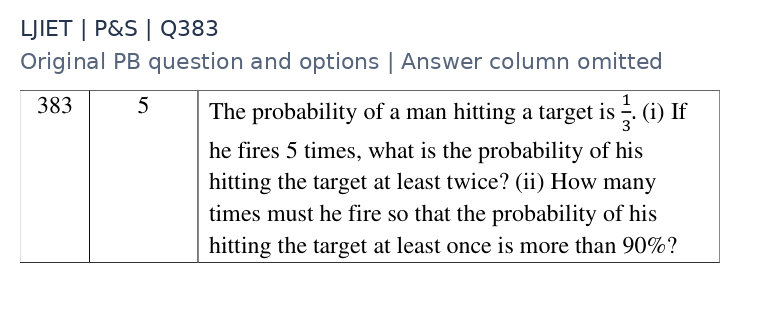 LJIET | P&S | Q383
Original PB question and options | Answer column omitted
383 5 The probability of a man hitting a target is 1/3. (i) If
he fires 5 times, what is the probability of his
hitting the target at least twice? (ii) How many
times must he fire so that the probability of his
hitting the target at least once is more than 90%?